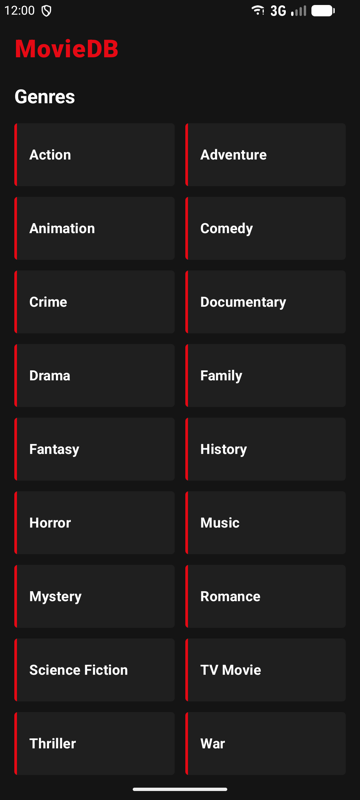 12:00 3G
MovieDB
Genres
Action Adventure
Animation Comedy
Crime Documentary
Drama Family
Fantasy History
Horror Music
Mystery Romance
Science Fiction TV Movie
Thriller War